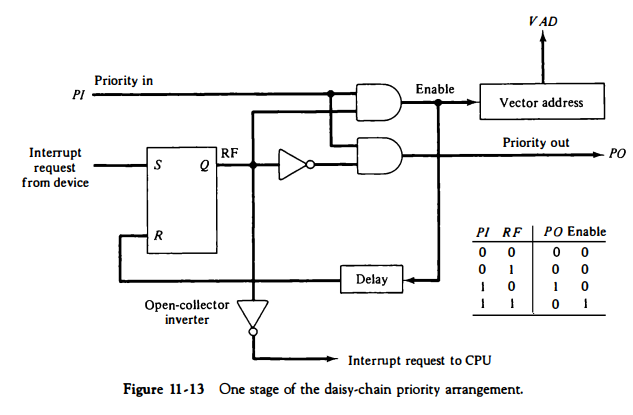 VAD
Priority in
PI
Enable
Vector address
Interrupt
request
from device
S
Q
RF
Priority out
PO
R
PI RF PO Enable
0 0 0 0
0 1 0 0
1 0 1 0
1 1 0 1
Delay
Open-collector
inverter
Interrupt request to CPU
Figure 11-13 One stage of the daisy-chain priority arrangement.